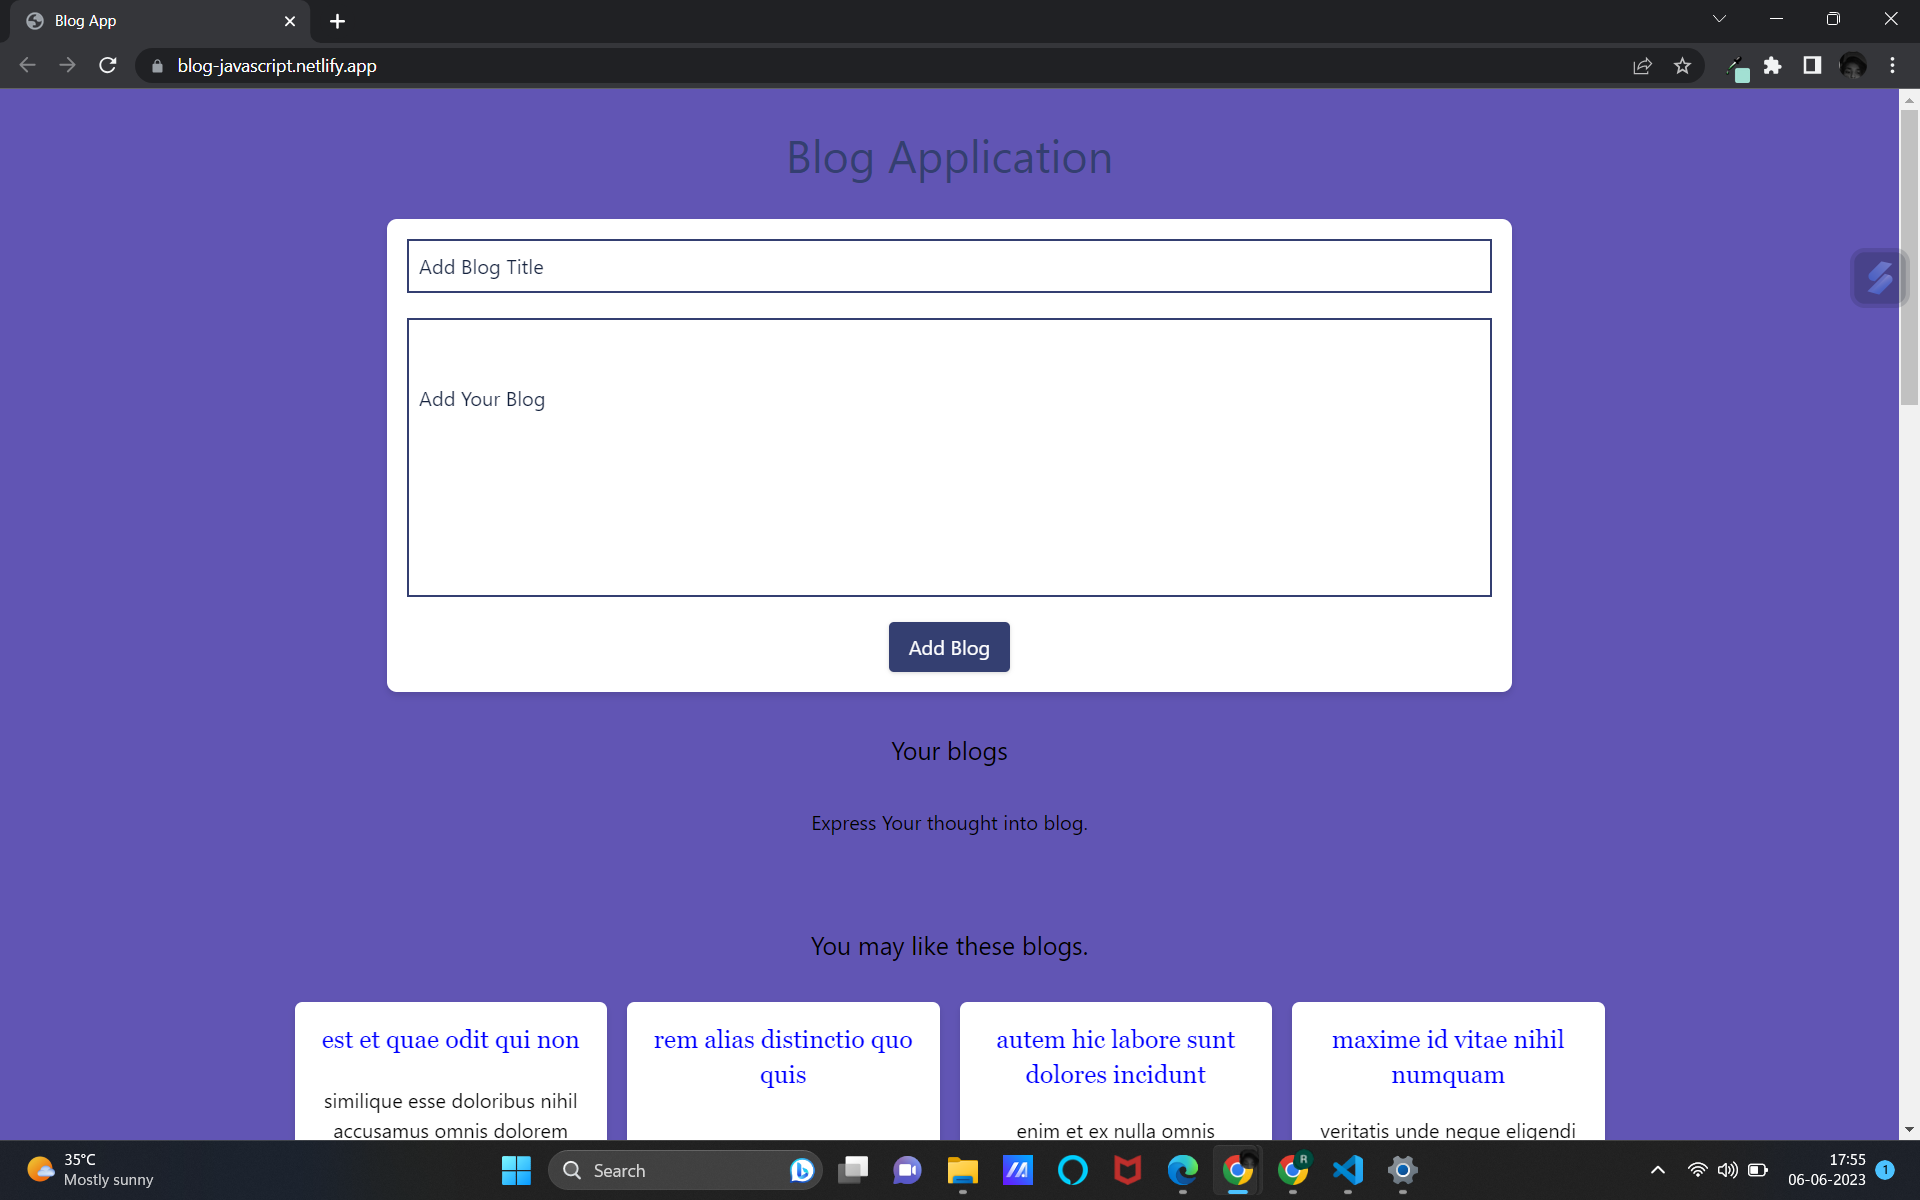 Blog App
blog-javascript.netlify.app
Blog Application
Add Blog Title
Add Your Blog
Add Blog
Your blogs
Express Your thought into blog.
You may like these blogs.
est et quae odit qui non
similique esse doloribus nihil
accusamus omnis dolorem
rem alias distinctio quo
quis
autem hic labore sunt
dolores incidunt
enim et ex nulla omnis
maxime id vitae nihil
numquam
veritatis unde neque eligendi
35°C
Mostly sunny
Search
R
17:55
06-06-2023
1